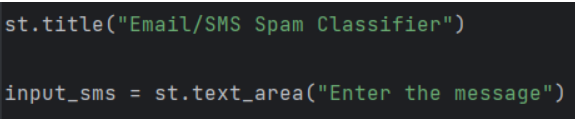 st.title("Email/SMS Spam Classifier")
input_sms = st.text_area("Enter the message")